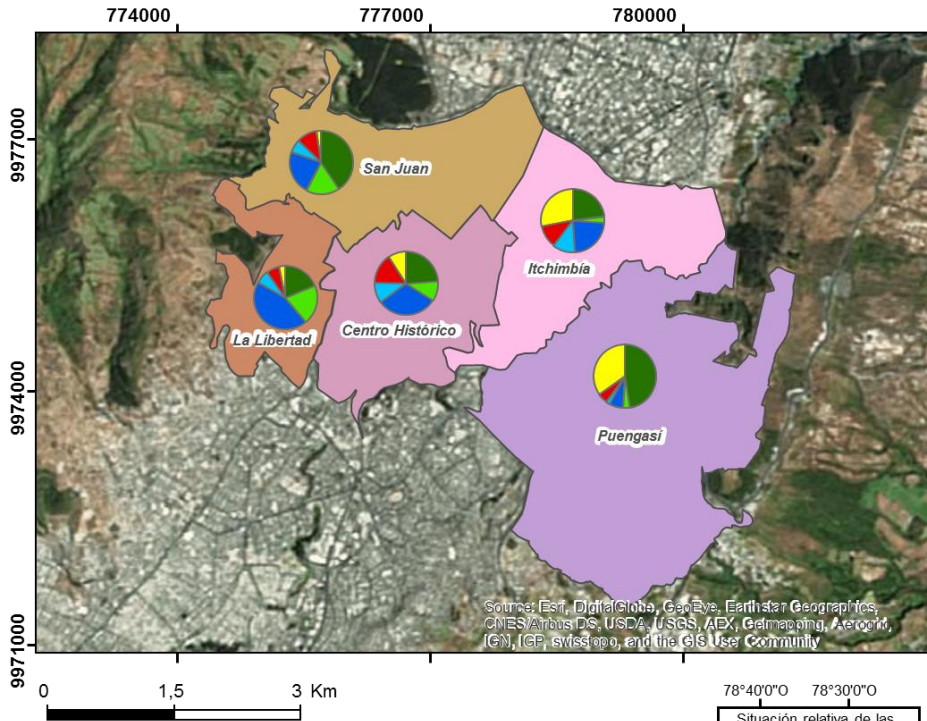 774000 777000 780000
9977000
San Juan
Itchimbía
La Libertad
Centro Histórico
9974000
Puengasí
Source: Esri, DigitalGlobe, GeoEye, Earthstar Geographics,
CNES/Airbus DS, USDA, USGS, AEX, Getmapping, Aerogrid,
IGN, IGP, swisstopo, and the GIS User Community
9971000
0 1,5 3 Km
78°40'0"O 78°30'0"O
Situación relativa de las